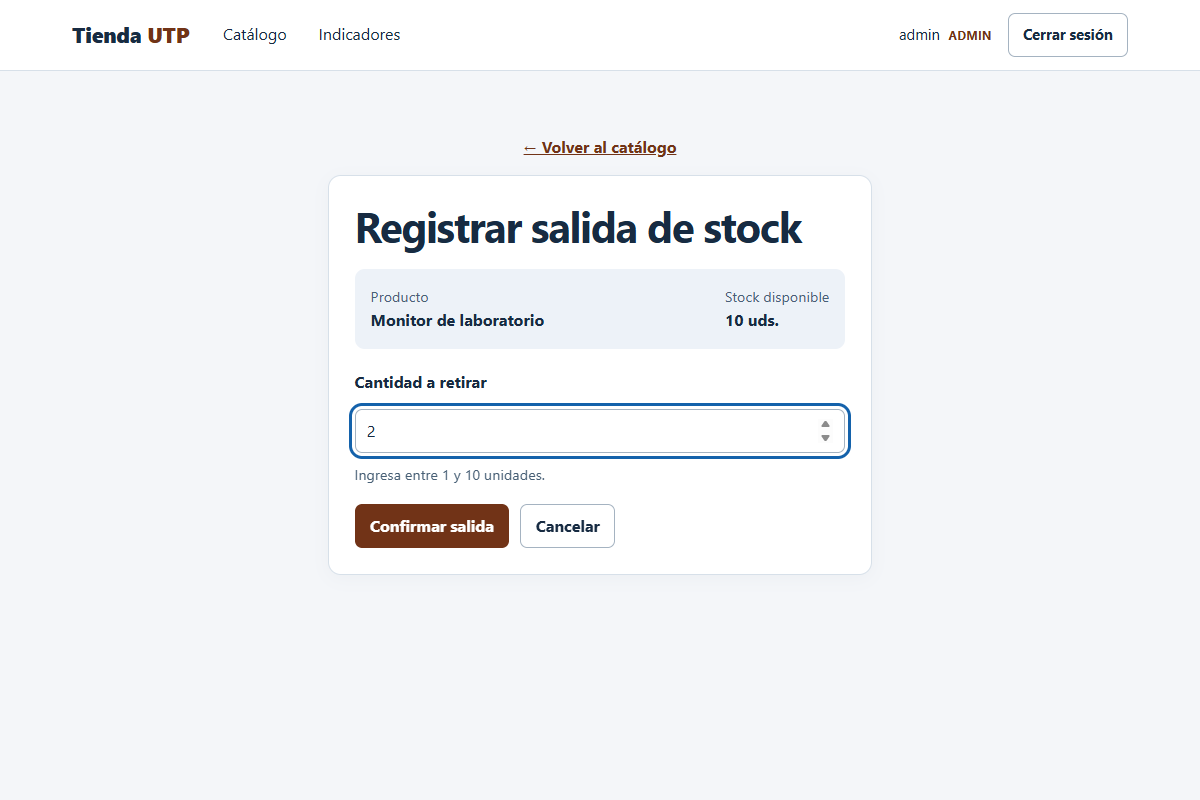 Tienda UTP Catálogo Indicadores admin ADMIN Cerrar sesión
← Volver al catálogo
Registrar salida de stock
Producto Stock disponible
Monitor de laboratorio 10 uds.
Cantidad a retirar
2
Ingresa entre 1 y 10 unidades.
Confirmar salida Cancelar